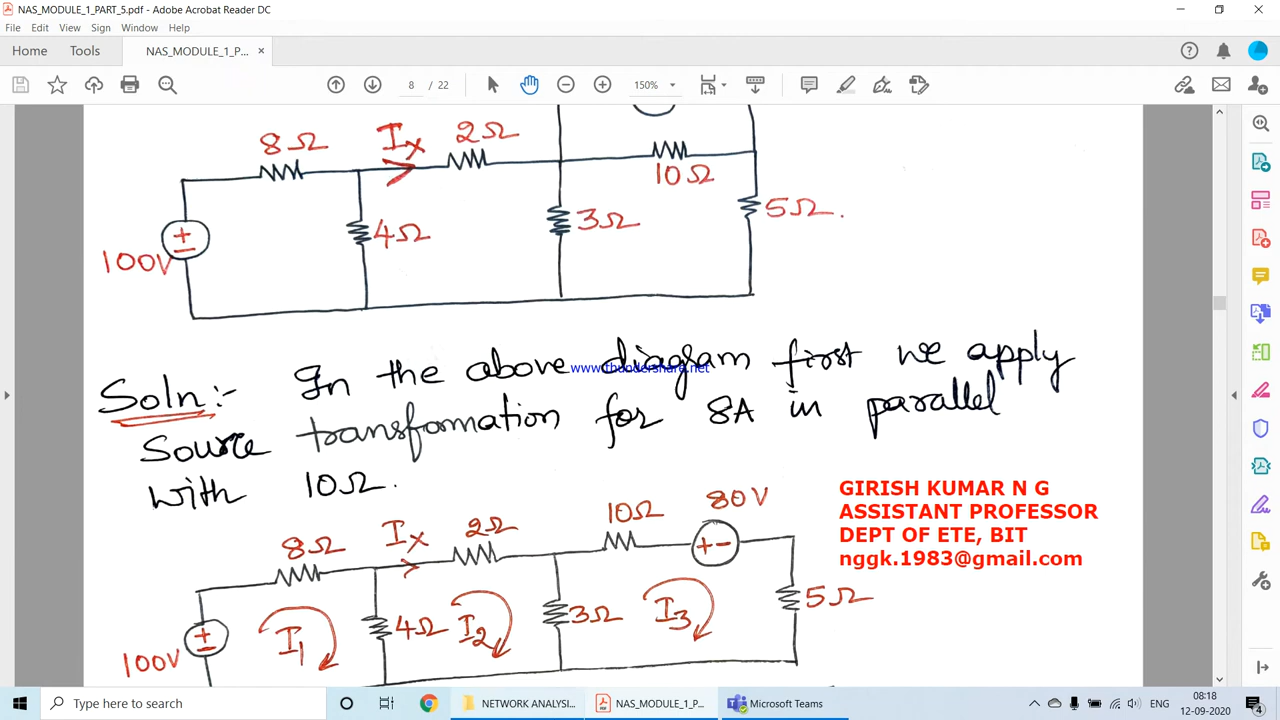 NAS_MODULE_1_PART_5.pdf - Adobe Acrobat Reader DC
File Edit View Sign Window Help
Home Tools NAS_MODULE_1_P... ×
8 / 22 150%
8Ω Ix 2Ω
10Ω
4Ω 3Ω 5Ω.
100V
+
Soln:- In the above diagram first we apply
www.thundershare.net
Source transformation for 8A in parallel
with 10Ω.
GIRISH KUMAR N G
ASSISTANT PROFESSOR
DEPT OF ETE, BIT
nggk.1983@gmail.com
8Ω Ix 2Ω 10Ω 80V
+ -
4Ω 3Ω 5Ω
I1 I2 I3
100V
+
Type here to search
NETWORK ANALYSI... NAS_MODULE_1_P... Microsoft Teams
ENG 08:18
12-09-2020
4